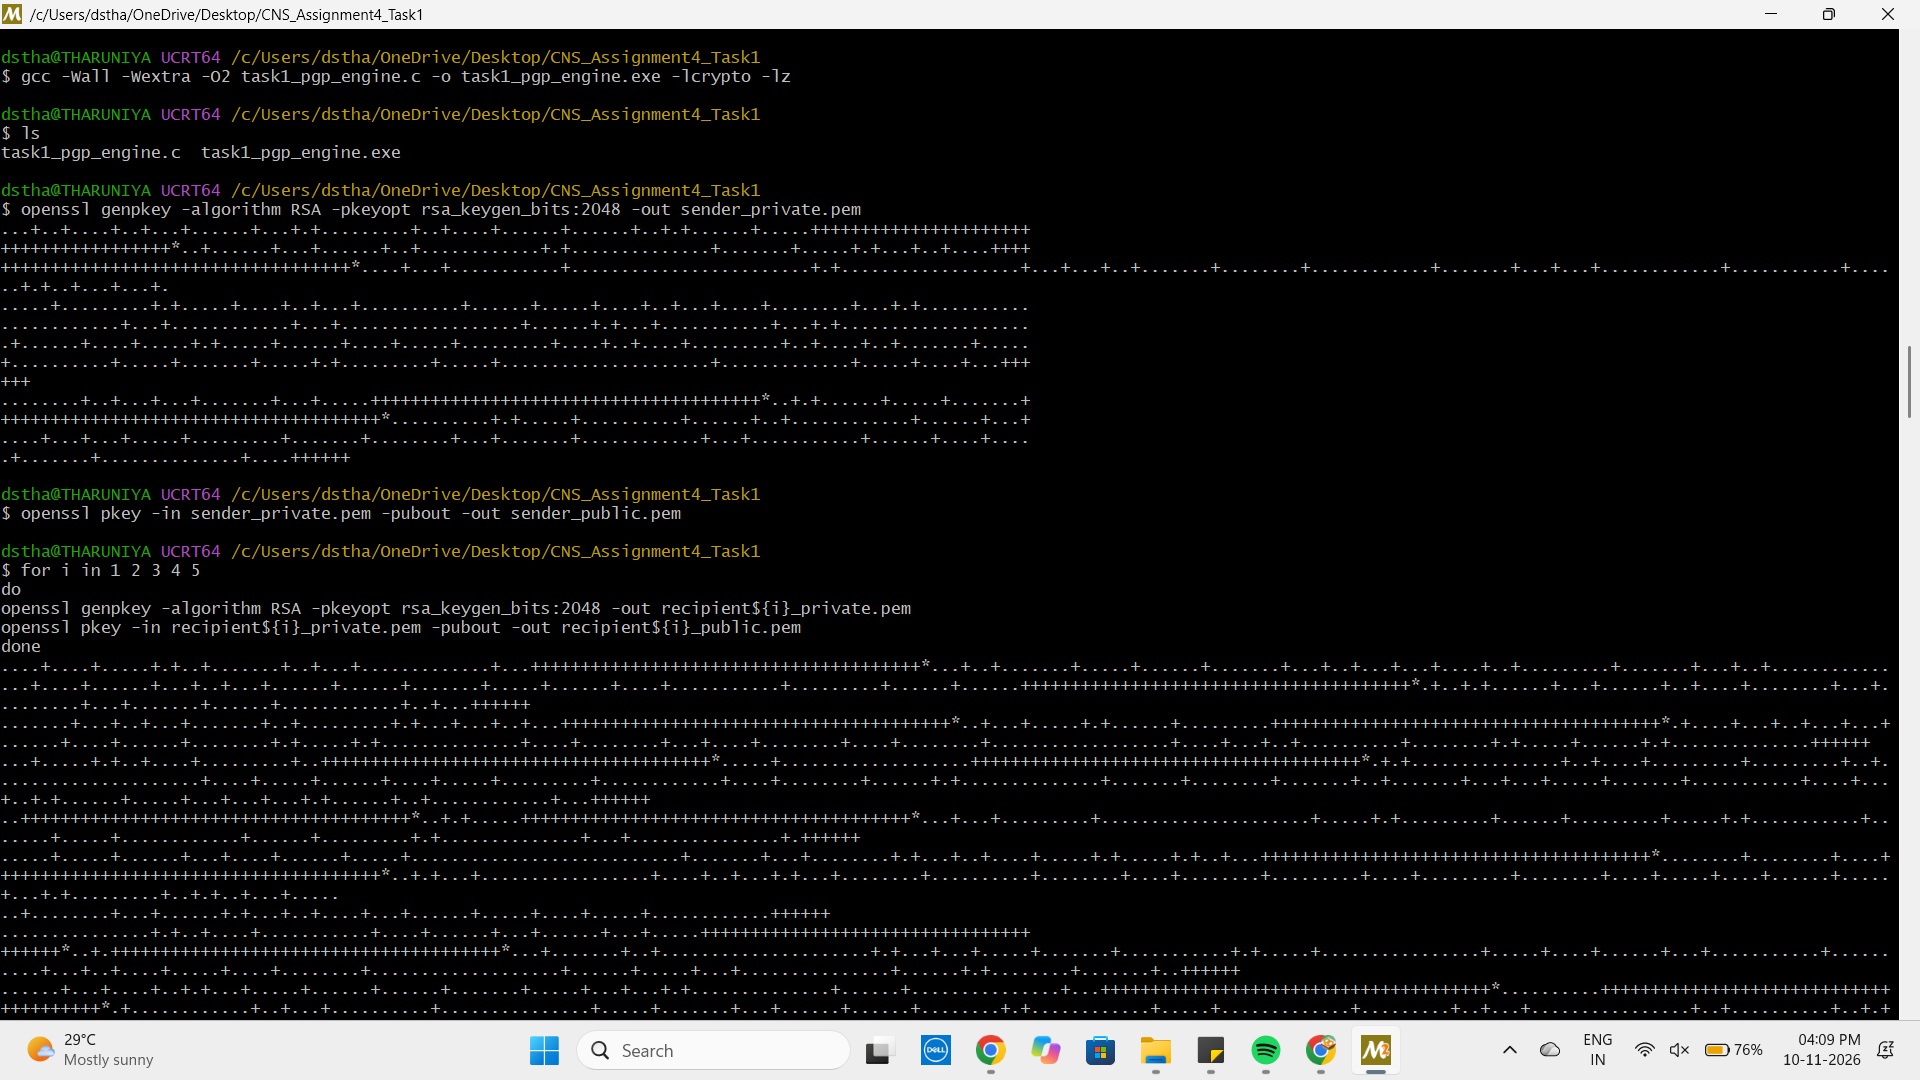 /c/Users/dstha/OneDrive/Desktop/CNS_Assignment4_Task1
dstha@THARUNIYA UCRT64 /c/Users/dstha/OneDrive/Desktop/CNS_Assignment4_Task1
$ gcc -Wall -Wextra -O2 task1_pgp_engine.c -o task1_pgp_engine.exe -lcrypto -lz
dstha@THARUNIYA UCRT64 /c/Users/dstha/OneDrive/Desktop/CNS_Assignment4_Task1
$ ls
task1_pgp_engine.c  task1_pgp_engine.exe
dstha@THARUNIYA UCRT64 /c/Users/dstha/OneDrive/Desktop/CNS_Assignment4_Task1
$ openssl genpkey -algorithm RSA -pkeyopt rsa_keygen_bits:2048 -out sender_private.pem
dstha@THARUNIYA UCRT64 /c/Users/dstha/OneDrive/Desktop/CNS_Assignment4_Task1
$ openssl pkey -in sender_private.pem -pubout -out sender_public.pem
dstha@THARUNIYA UCRT64 /c/Users/dstha/OneDrive/Desktop/CNS_Assignment4_Task1
$ for i in 1 2 3 4 5
do
openssl genpkey -algorithm RSA -pkeyopt rsa_keygen_bits:2048 -out recipient${i}_private.pem
openssl pkey -in recipient${i}_private.pem -pubout -out recipient${i}_public.pem
done
29°C
Mostly sunny
Search
DELL
ENG
IN
76%
04:09 PM
10-11-2026